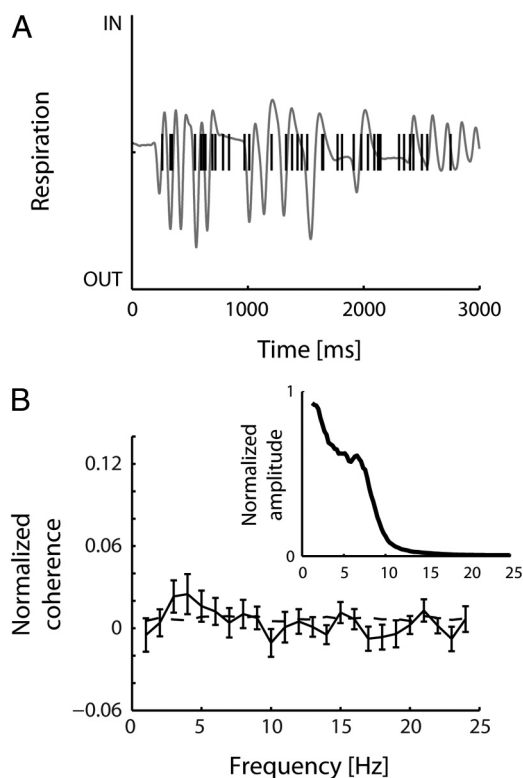 A
IN
Respiration
OUT
0
1000
2000
3000
Time [ms]
B
1
Normalized
amplitude
0
0
5
10
15
20
25
0.12
0.06
0
−0.06
Normalized
coherence
0
5
10
15
20
25
Frequency [Hz]